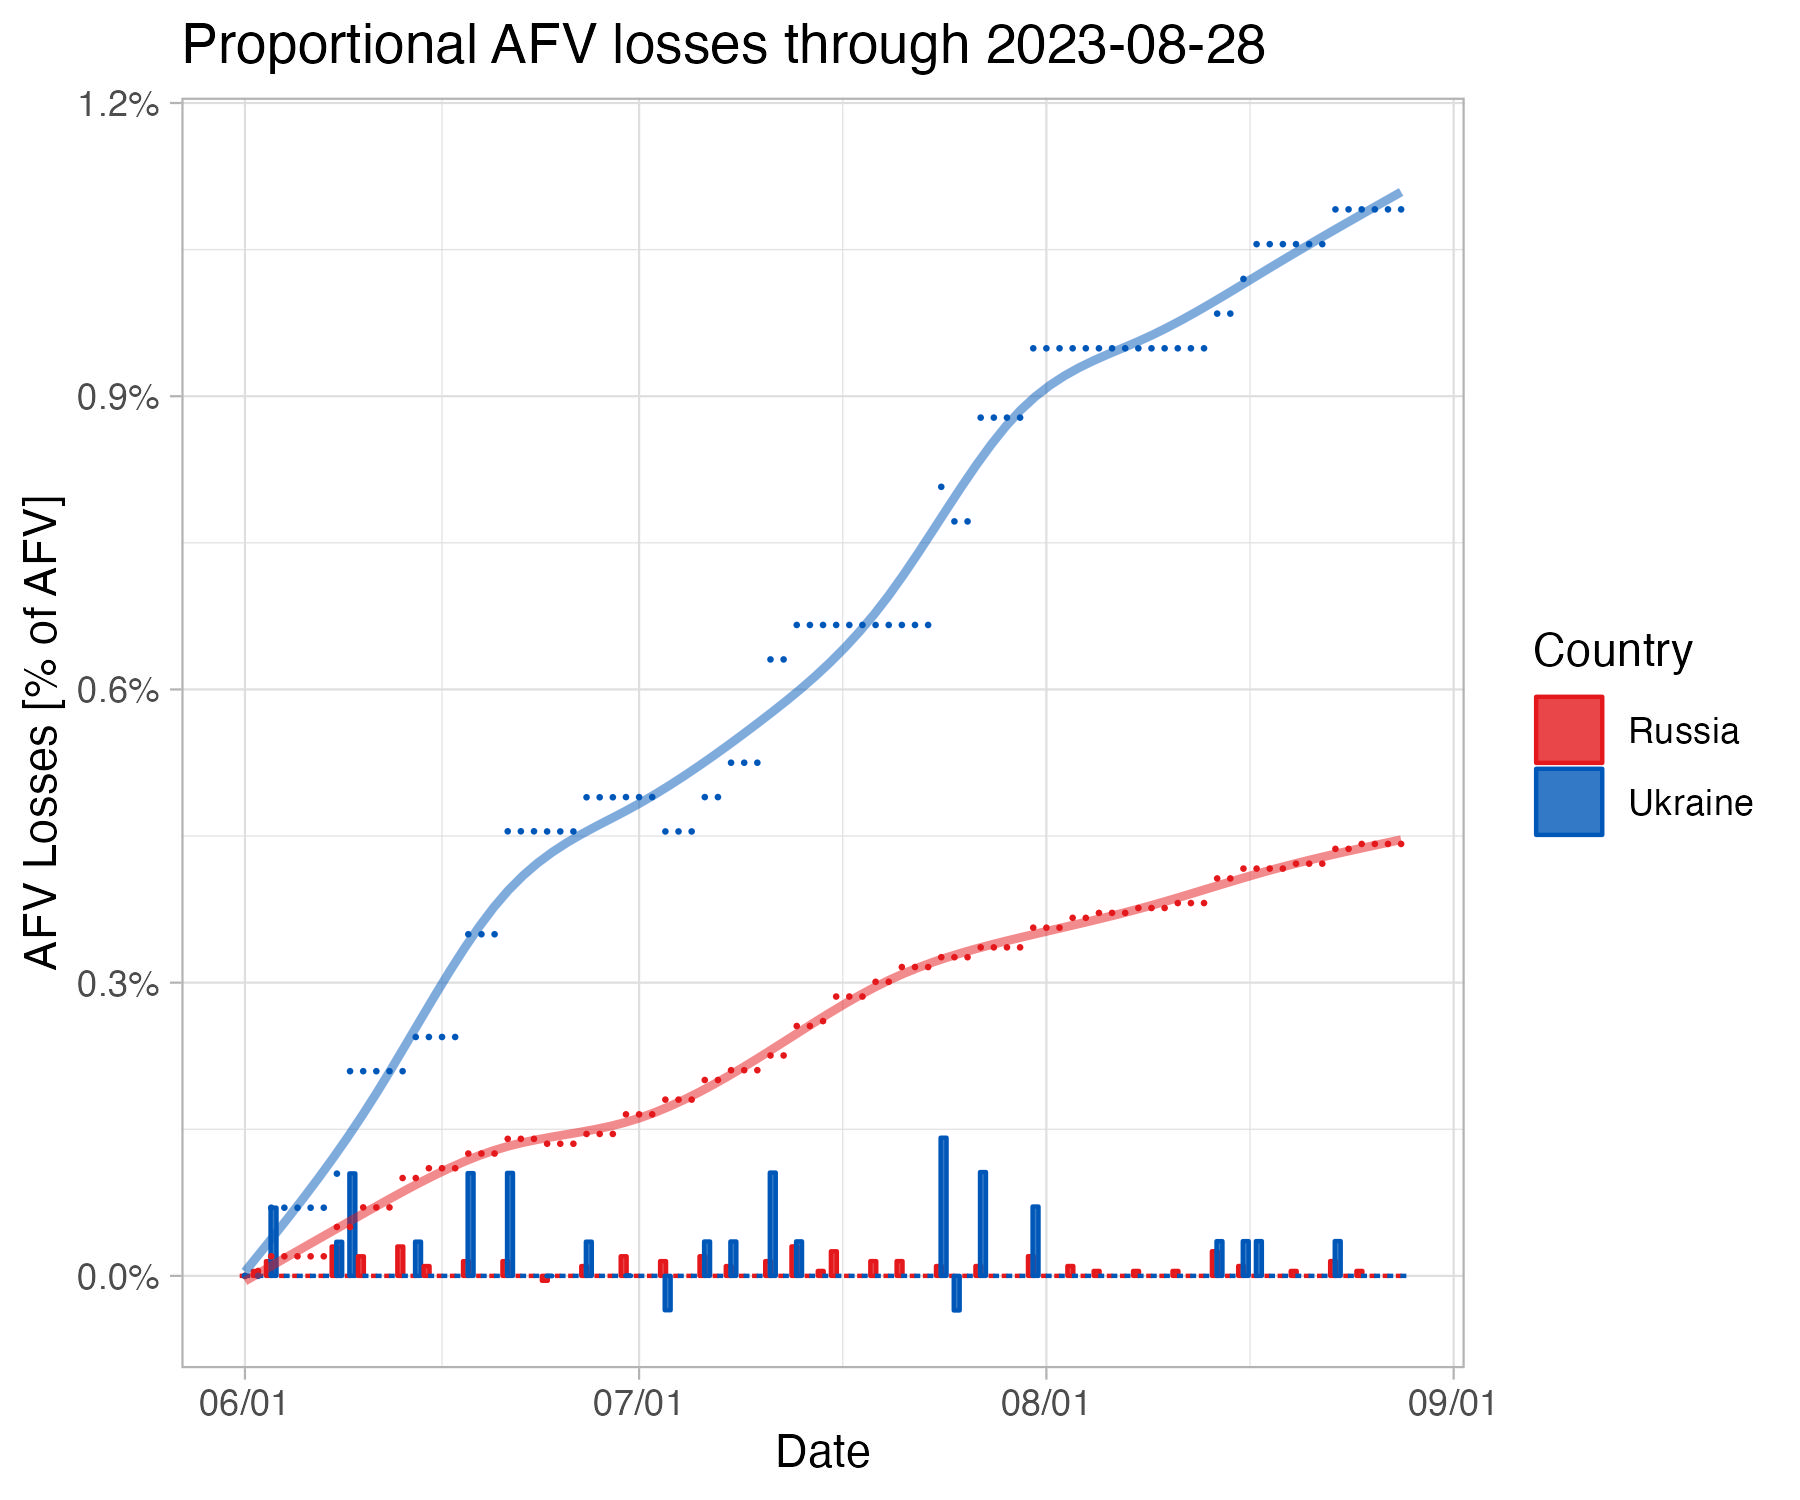 Proportional AFV losses through 2023-08-28
1.2%
0.9%
0.6%
0.3%
0.0%
AFV Losses [% of AFV]
06/01
07/01
08/01
09/01
Date
Country
Russia
Ukraine